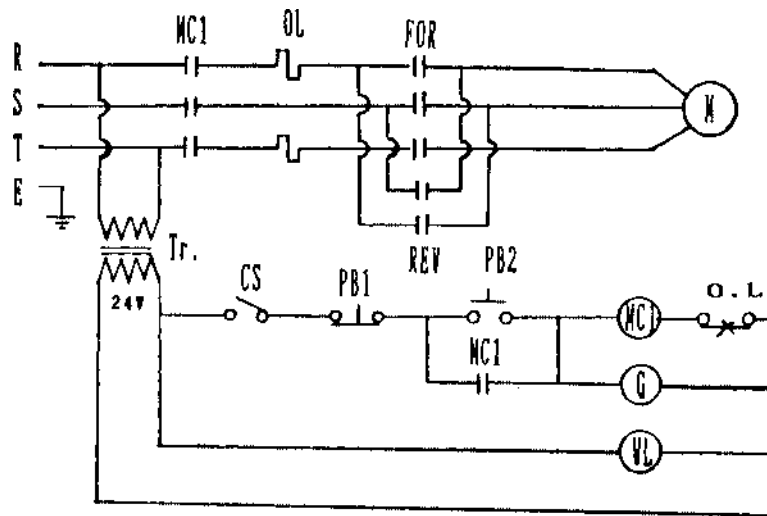 MC1 OL FOR
R
S
M
T
E
Tr.
REV
24V
CS PB1 PB2 O.L
MC1
MC1
G
WL